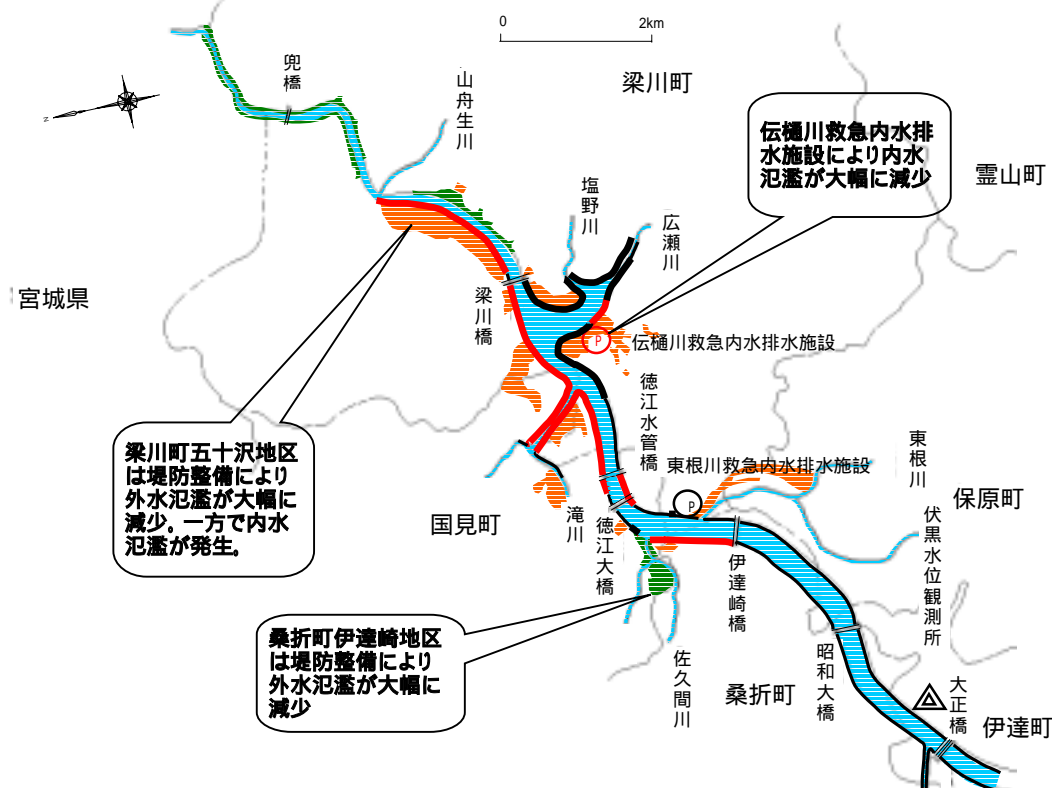 0 2km
兜橋
山舟生川
梁川町
伝樋川救急内水排
水施設により内水
氾濫が大幅に減少
霊山町
塩野川
広瀬川
N
宮城県
梁川橋
P
伝樋川救急内水排水施設
徳江水管橋
東根川救急内水排水施設
P
東根川
保原町
梁川町五十沢地区
は堤防整備により
外水氾濫が大幅に
減少。一方で内水
氾濫が発生。
国見町
滝川
徳江大橋
伊達崎橋
伏黒水位観測所
桑折町伊達崎地区
は堤防整備により
外水氾濫が大幅に
減少
佐久間川
桑折町
昭和大橋
大正橋
伊達町